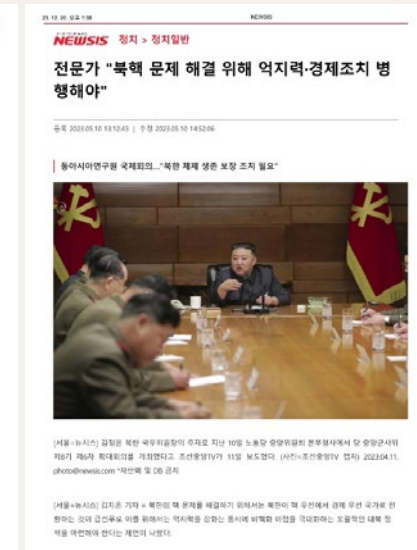 23. 12. 20. 오후 1:38
NEWSIS
NEWSIS 정치 > 정치일반
전문가 "북핵 문제 해결 위해 억지력·경제조치 병
행해야"
등록 2023.05.10 13:12:43 | 수정 2023.05.10 14:52:06
동아시아연구원 국제회의..."북한 체제 생존 보장 조치 필요"
[서울=뉴시스] 김정은 북한 국무위원장의 주재로 지난 10일 노동당 중앙위원회 본부청사에서 당 중앙군사위
제8기 제6차 확대회의를 개최했다고 조선중앙TV가 11일 보도했다. (사진=조선중앙TV 캡처) 2023.04.11.
photo@newsis.com *재판매 및 DB 금지
[서울=뉴시스] 김지은 기자 = 북한의 핵 문제를 해결하기 위해서는 북한이 핵 우선에서 경제 우선 국가로 전
환하는 것이 급선무로 이를 위해서는 억지력을 강화하는 동시에 비핵화 이점을 극대화하는 포괄적인 대북 정
책을 마련해야 한다는 제언이 나왔다.